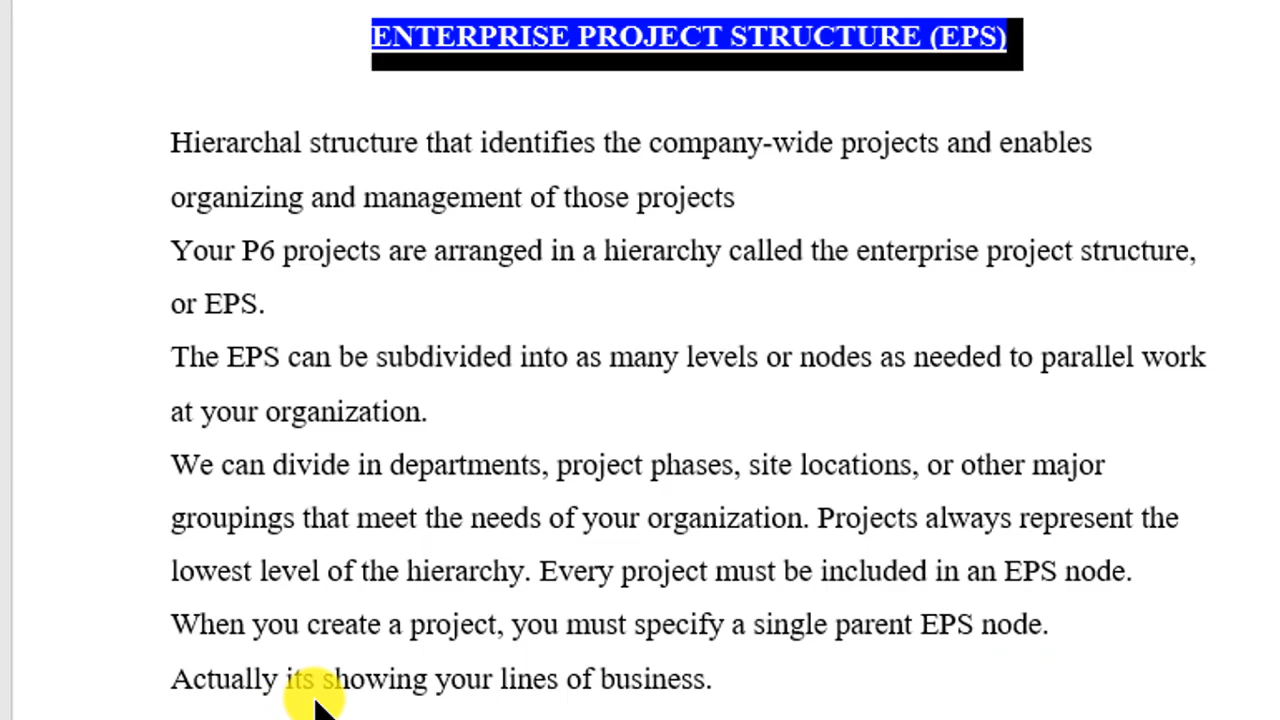 ENTERPRISE PROJECT STRUCTURE (EPS)
Hierarchal structure that identifies the company-wide projects and enables
organizing and management of those projects
Your P6 projects are arranged in a hierarchy called the enterprise project structure,
or EPS.
The EPS can be subdivided into as many levels or nodes as needed to parallel work
at your organization.
We can divide in departments, project phases, site locations, or other major
groupings that meet the needs of your organization. Projects always represent the
lowest level of the hierarchy. Every project must be included in an EPS node.
When you create a project, you must specify a single parent EPS node.
Actually its showing your lines of business.